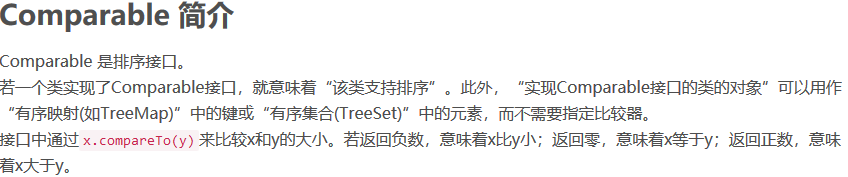 Comparable 简介
Comparable 是排序接口。
若一个类实现了Comparable接口，就意味着“该类支持排序”。此外，“实现Comparable接口的类的对象”可以用作
“有序映射(如TreeMap)”中的键或“有序集合(TreeSet)”中的元素，而不需要指定比较器。
接口中通过x.compareTo(y)来比较x和y的大小。若返回负数，意味着x比y小；返回零，意味着x等于y；返回正数，意味
着x大于y。